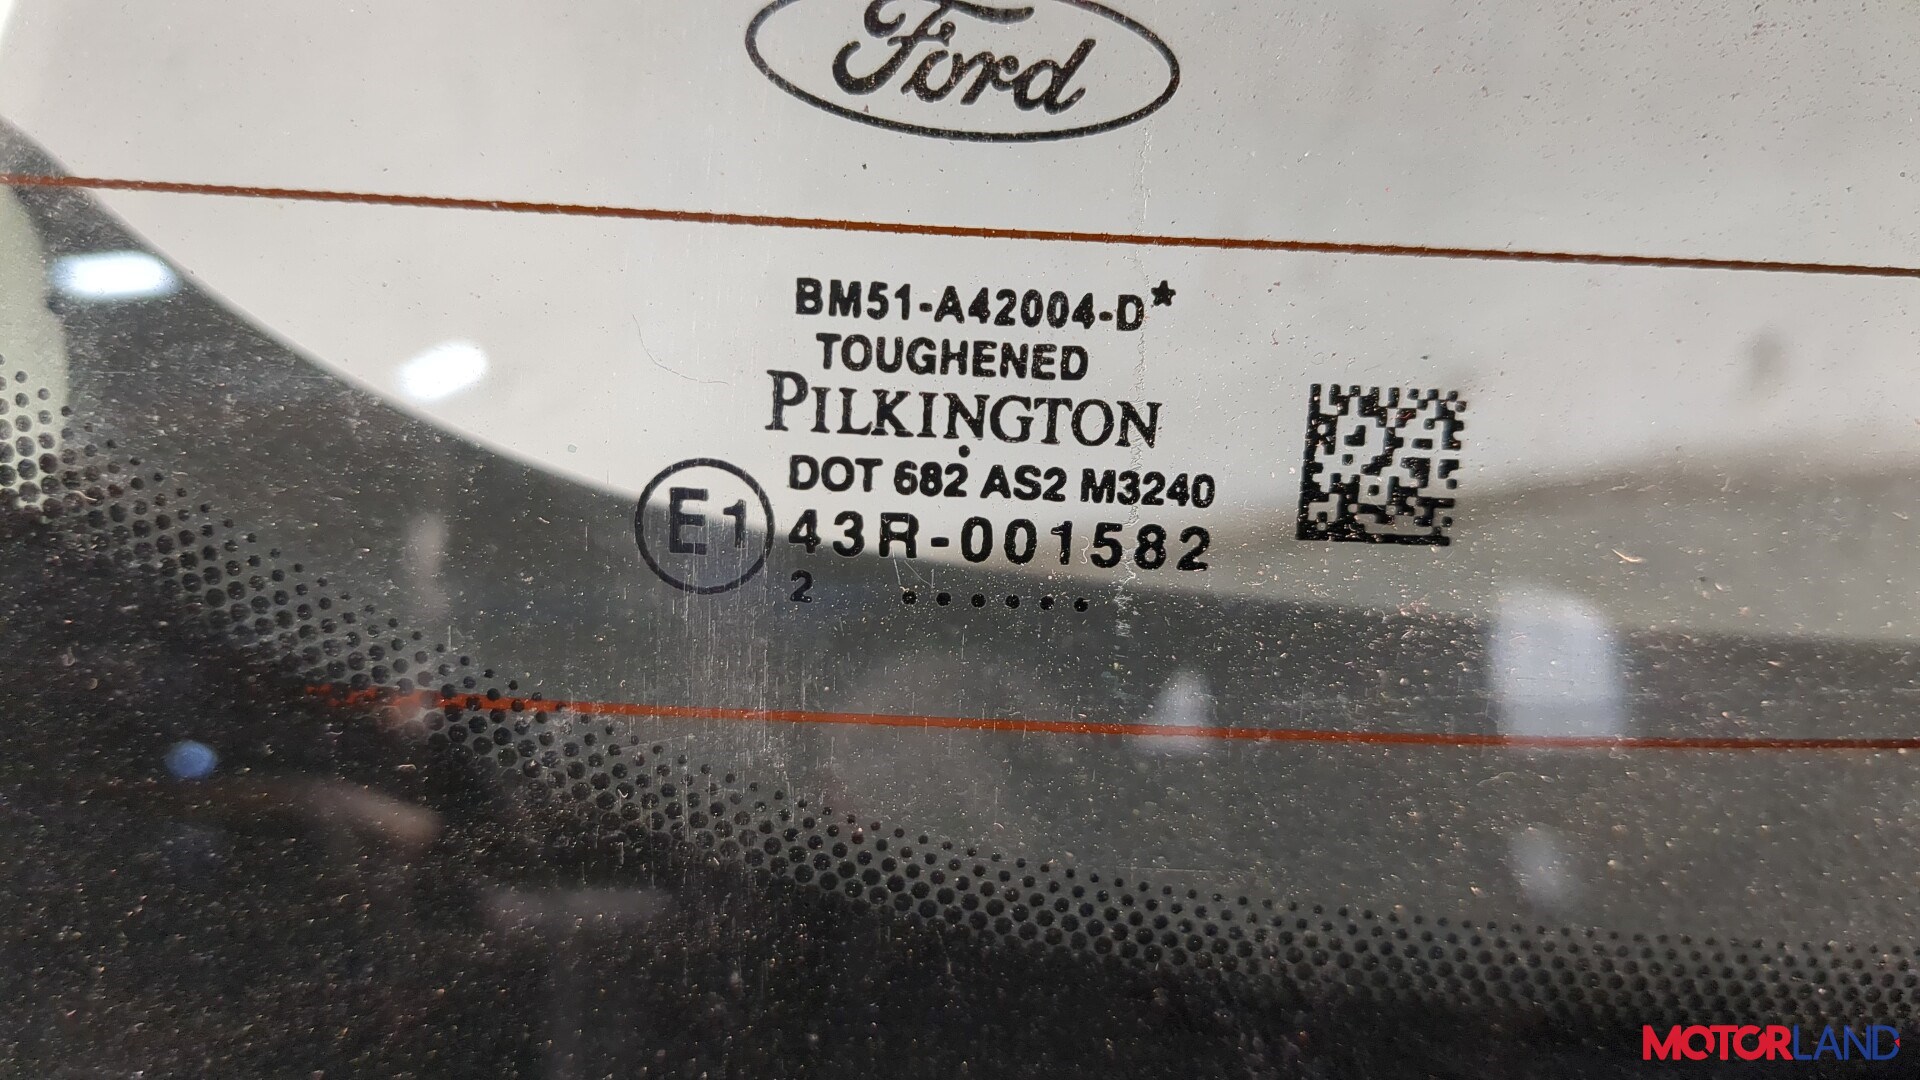 Ford
BM51-A42004-D*
TOUGHENED
PILKINGTON
DOT 682 AS2 M3240
E1 43R-001582
2 ......
MOTORLAND